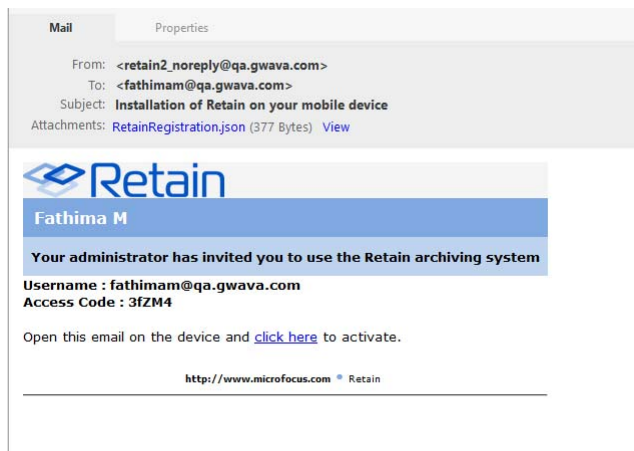 Mail Properties
From: <retain2_noreply@qa.gwava.com>
To: <fathimam@qa.gwava.com>
Subject: Installation of Retain on your mobile device
Attachments: RetainRegistration.json (377 Bytes) View
Retain
Fathima M
Your administrator has invited you to use the Retain archiving system
Username : fathimam@qa.gwava.com
Access Code : 3fZM4
Open this email on the device and click here to activate.
http://www.microfocus.com • Retain